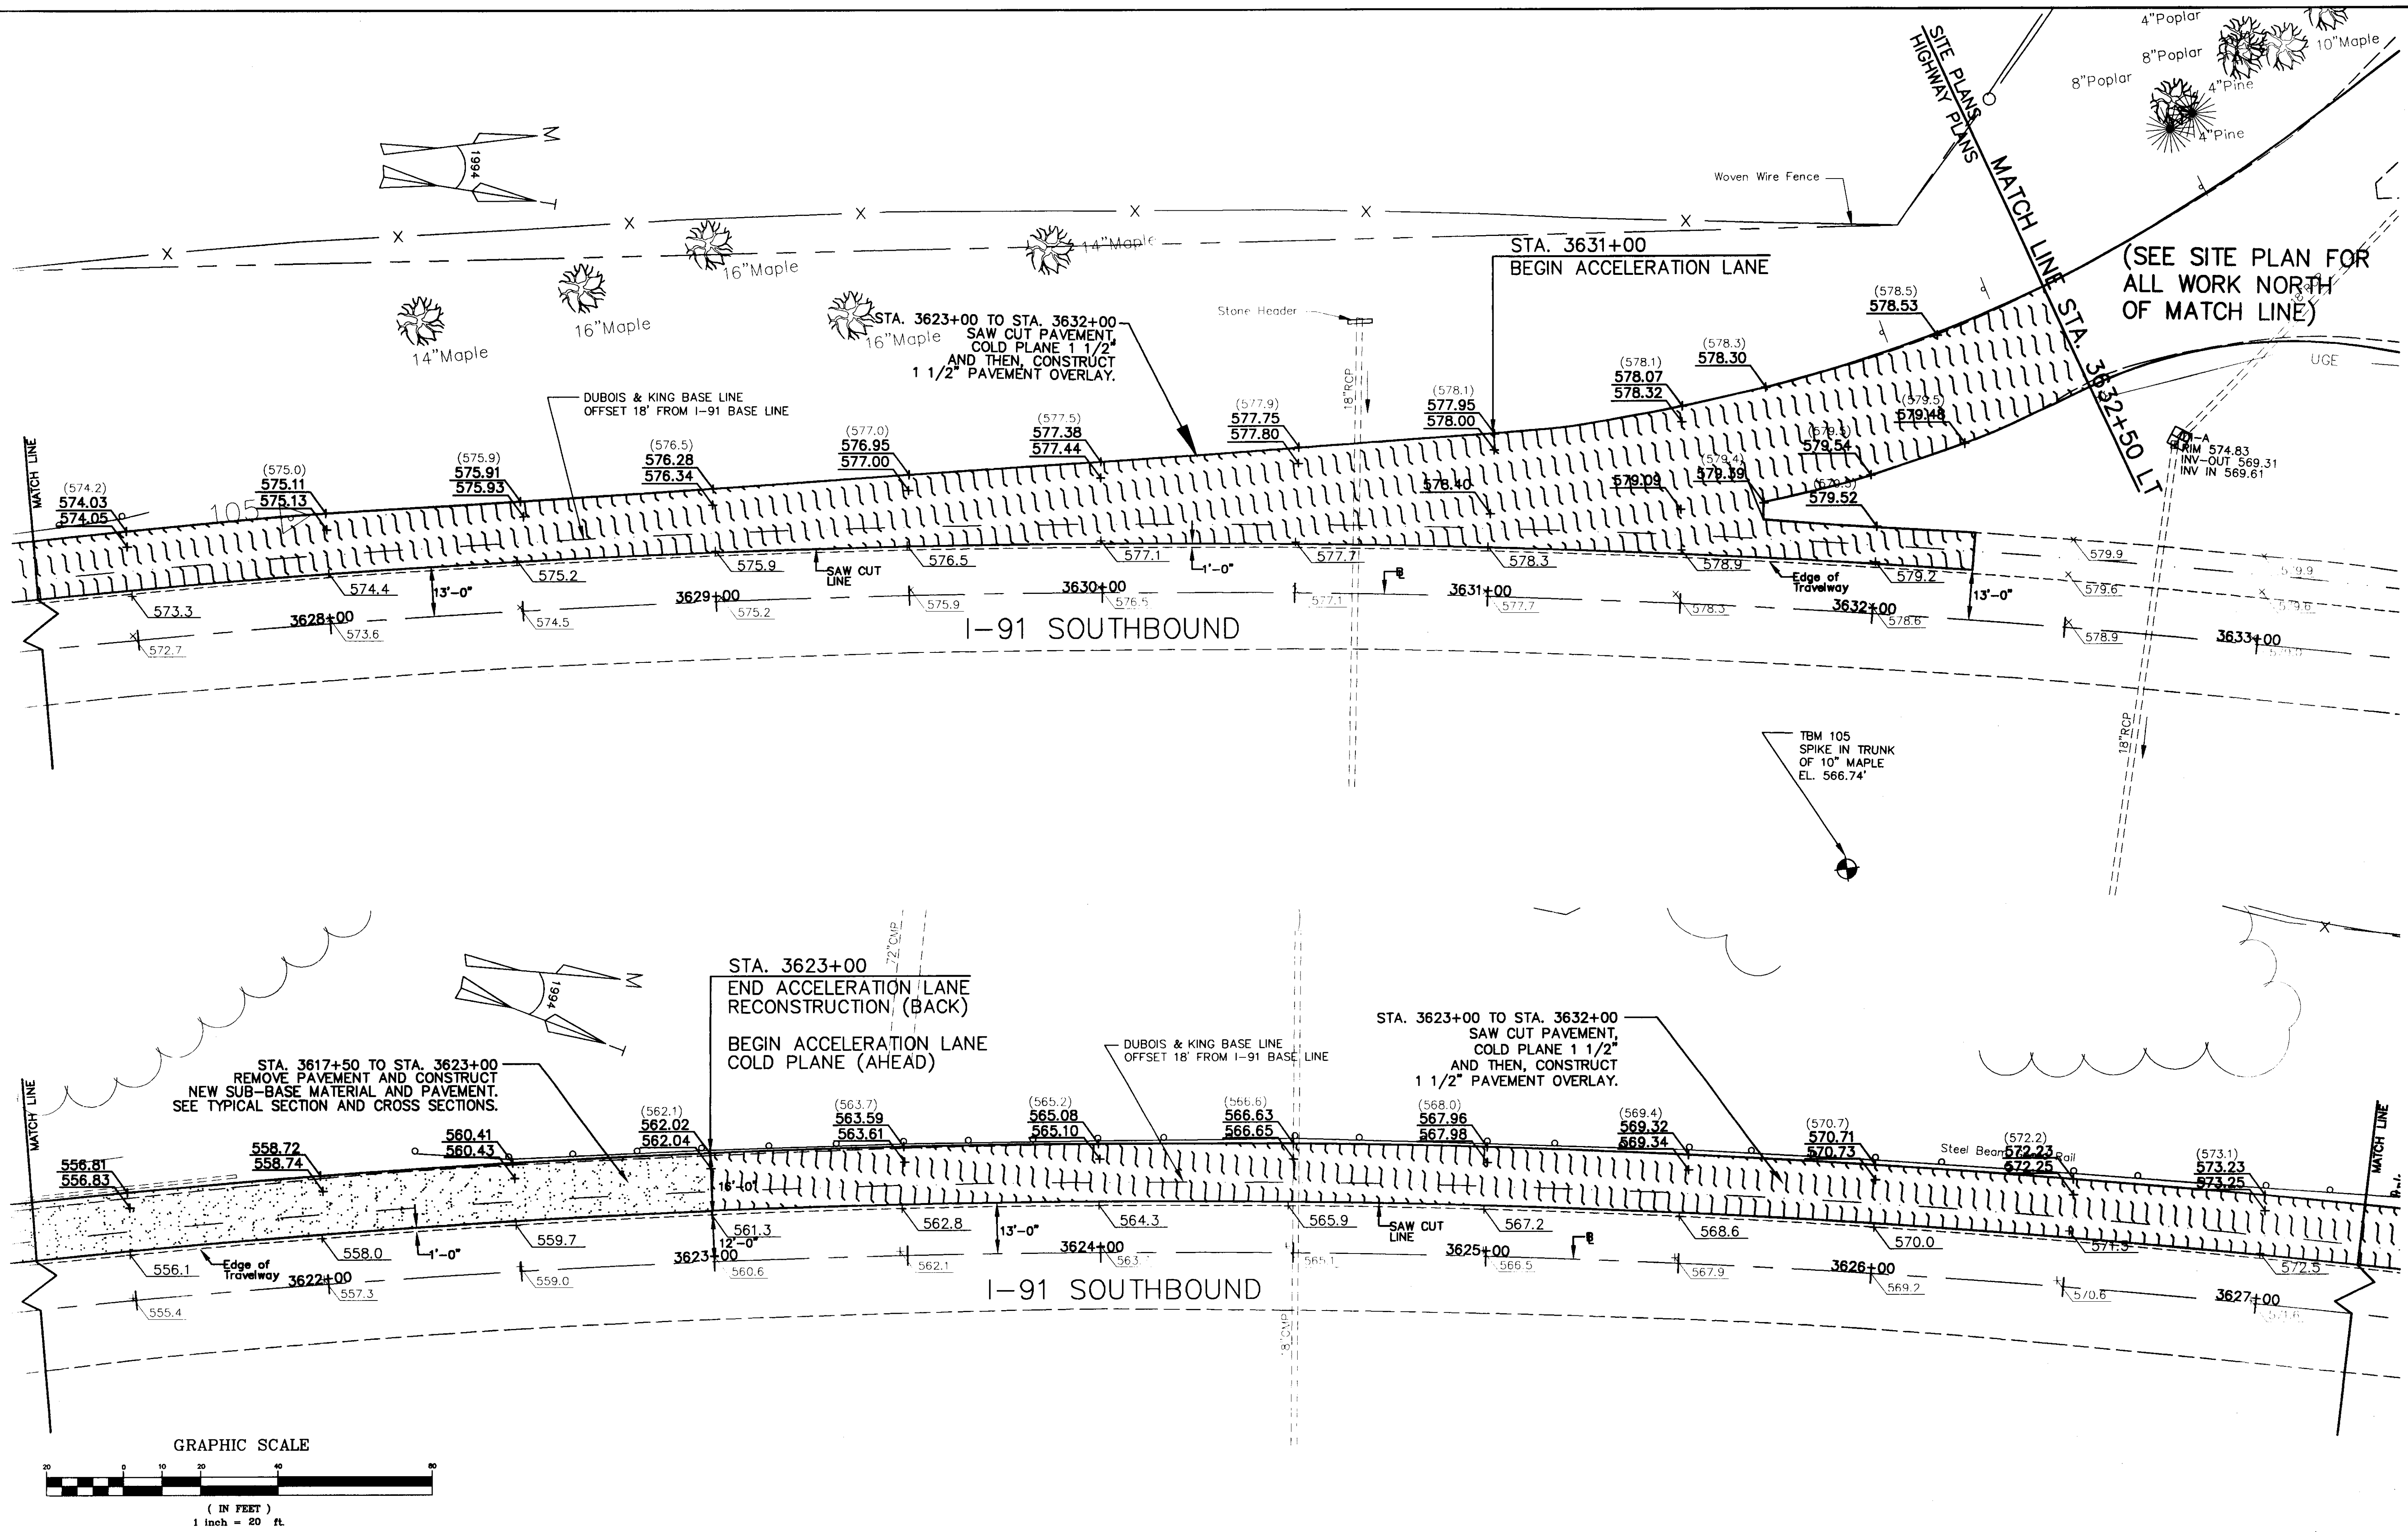 4"Poplar
8"Poplar
8"Poplar
10"Maple
4"Pine
4"Pine
SITE PLANS
HIGHWAY PLANS
MATCH LINE STA. 3632+50 LT
1994
Woven Wire Fence
X X X X X X X
14"Maple
16"Maple
16"Maple
16"Maple
14"Maple
STA. 3631+00
BEGIN ACCELERATION LANE
(SEE SITE PLAN FOR
ALL WORK NORTH
OF MATCH LINE)
STA. 3623+00 TO STA. 3632+00
SAW CUT PAVEMENT,
COLD PLANE 1 1/2"
AND THEN, CONSTRUCT
1 1/2" PAVEMENT OVERLAY.
Stone Header
18"RCP
DUBOIS & KING BASE LINE
OFFSET 18' FROM I-91 BASE LINE
UGE
MATCH LINE
(574.2)
574.03
574.05
105
(575.0)
575.11
575.13
(575.9)
575.91
575.93
(576.5)
576.28
576.34
(577.0)
576.95
577.00
(577.5)
577.38
577.44
(577.9)
577.75
577.80
(578.1)
577.95
578.00
578.40
(578.1)
578.07
578.32
579.09
(578.3)
578.30
(579.4)
579.39
(578.5)
578.53
(579.5)
579.48
(579.5)
579.54
579.52
RIM 574.83
INV-OUT 569.31
INV IN 569.61
573.3
574.4
575.2
575.9
576.5
577.1
577.7
578.3
578.9
579.2
579.9
579.9
579.6
579.6
13'-0"
SAW CUT
LINE
1'-0"
Edge of
Travelway
13'-0"
3628+00
3629+00
3630+00
3631+00
3632+00
3633+00
572.7
573.6
574.5
575.2
575.9
576.5
577.1
577.7
578.3
578.6
578.9
I-91 SOUTHBOUND
18"RCP
TBM 105
SPIKE IN TRUNK
OF 10" MAPLE
EL. 566.74'
X
1994
72"CMP
STA. 3623+00
END ACCELERATION LANE
RECONSTRUCTION (BACK)
BEGIN ACCELERATION LANE
COLD PLANE (AHEAD)
STA. 3617+50 TO STA. 3623+00
REMOVE PAVEMENT AND CONSTRUCT
NEW SUB-BASE MATERIAL AND PAVEMENT.
SEE TYPICAL SECTION AND CROSS SECTIONS.
DUBOIS & KING BASE LINE
OFFSET 18' FROM I-91 BASE LINE
STA. 3623+00 TO STA. 3632+00
SAW CUT PAVEMENT,
COLD PLANE 1 1/2"
AND THEN, CONSTRUCT
1 1/2" PAVEMENT OVERLAY.
MATCH LINE
MATCH LINE
556.81
556.83
558.72
558.74
560.41
560.43
(562.1)
562.02
562.04
(563.7)
563.59
563.61
(565.2)
565.08
565.10
(566.6)
566.63
566.65
(568.0)
567.96
567.98
(569.4)
569.32
569.34
(570.7)
570.71
570.73
Steel Beam Rail
(572.2)
572.23
572.25
(573.1)
573.23
573.25
16'-0"
12'-0"
13'-0"
1'-0"
Edge of
Travelway
SAW CUT
LINE
556.1
558.0
559.7
561.3
562.8
564.3
565.9
567.2
568.6
570.0
571.3
572.5
3622+00
3623+00
3624+00
3625+00
3626+00
3627+00
555.4
557.3
559.0
560.6
562.1
565.1
566.5
567.9
569.2
570.6
I-91 SOUTHBOUND
18"CMP
GRAPHIC SCALE
20 0 10 20 40 80
( IN FEET )
1 inch = 20 ft.